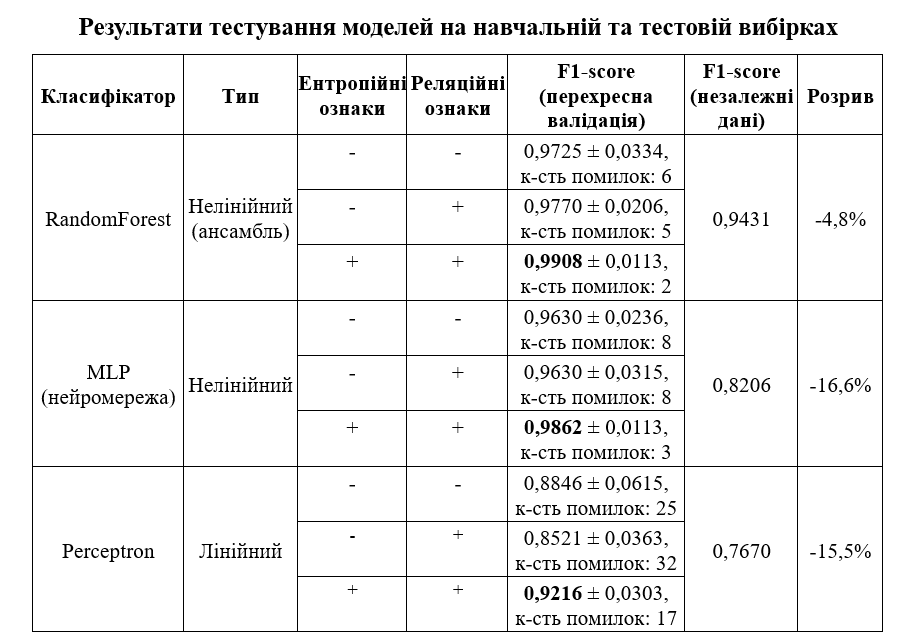 Результати тестування моделей на навчальній та тестовій вибірках
Класифікатор
Тип
Ентропійні
ознаки
Реляційні
ознаки
F1-score
(перехресна
валідація)
F1-score
(незалежні
дані)
Розрив
RandomForest
Нелінійний
(ансамбль)
-
-
0,9725 ± 0,0334,
к-сть помилок: 6
-
+
0,9770 ± 0,0206,
к-сть помилок: 5
+
+
0,9908 ± 0,0113,
к-сть помилок: 2
0,9431
-4,8%
MLP
(нейромережа)
Нелінійний
-
-
0,9630 ± 0,0236,
к-сть помилок: 8
-
+
0,9630 ± 0,0315,
к-сть помилок: 8
+
+
0,9862 ± 0,0113,
к-сть помилок: 3
0,8206
-16,6%
Perceptron
Лінійний
-
-
0,8846 ± 0,0615,
к-сть помилок: 25
-
+
0,8521 ± 0,0363,
к-сть помилок: 32
+
+
0,9216 ± 0,0303,
к-сть помилок: 17
0,7670
-15,5%